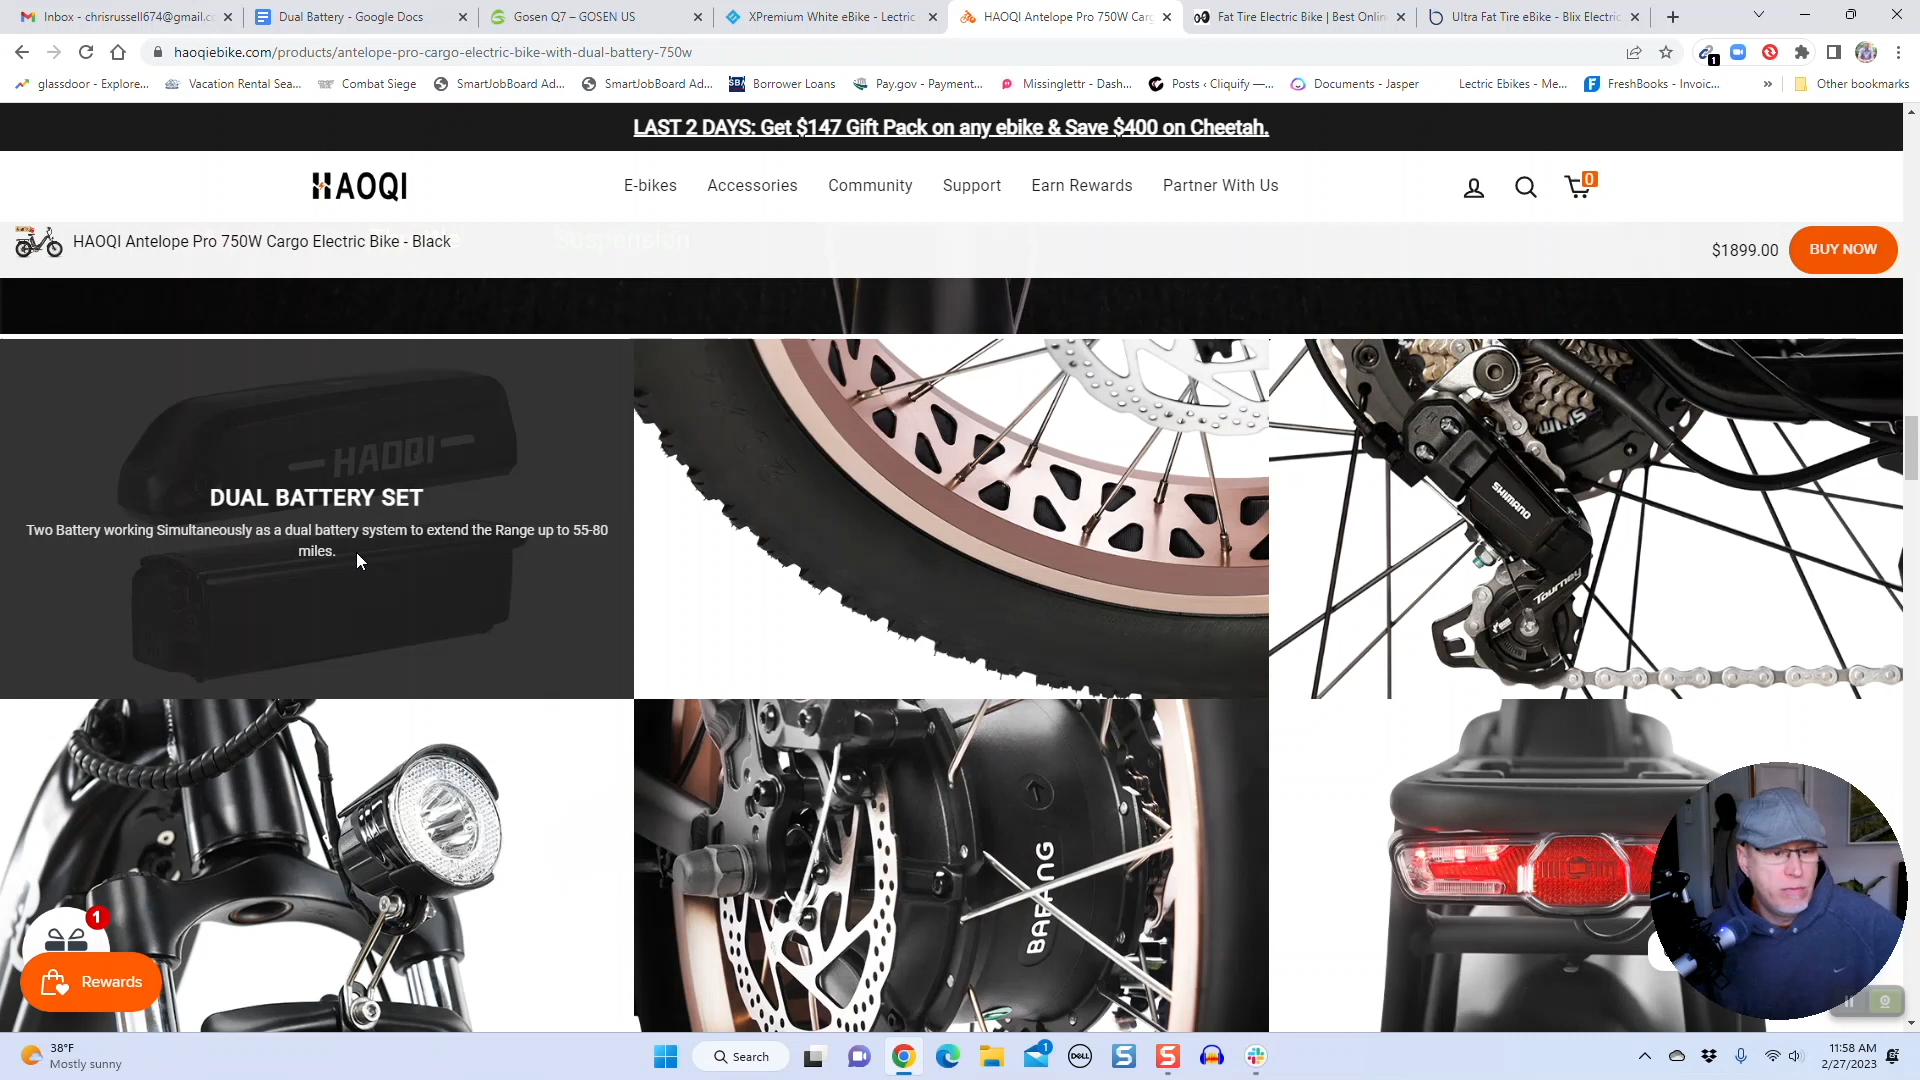 Inbox - chrisrussell674@gmail.c
Dual Battery - Google Docs
Gosen Q7 – GOSEN US
XPremium White eBike - Lectric
HAOQI Antelope Pro 750W Carg
Fat Tire Electric Bike | Best Onlin
Ultra Fat Tire eBike - Blix Electric
haoqiebike.com/products/antelope-pro-cargo-electric-bike-with-dual-battery-750w
1
glassdoor - Explore...
Vacation Rental Sea...
Combat Siege
SmartJobBoard Ad...
SmartJobBoard Ad...
SBA
Borrower Loans
Pay.gov - Payment...
Missinglettr - Dash...
Posts ‹ Cliquify —...
Documents - Jasper
Lectric Ebikes - Me...
FreshBooks - Invoic...
»
Other bookmarks
LAST 2 DAYS: Get $147 Gift Pack on any ebike & Save $400 on Cheetah.
HAOQI
E-bikes
Accessories
Community
Support
Earn Rewards
Partner With Us
0
HAOQI Antelope Pro 750W Cargo Electric Bike - Black
Suspension
$1899.00
BUY NOW
HAOQI
DUAL BATTERY SET
Two Battery working Simultaneously as a dual battery system to extend the Range up to 55-80
miles.
SHIMANO
Tourney
BAFANG
1
Rewards
38°F
Mostly sunny
Search
1
DELL
11:58 AM
2/27/2023